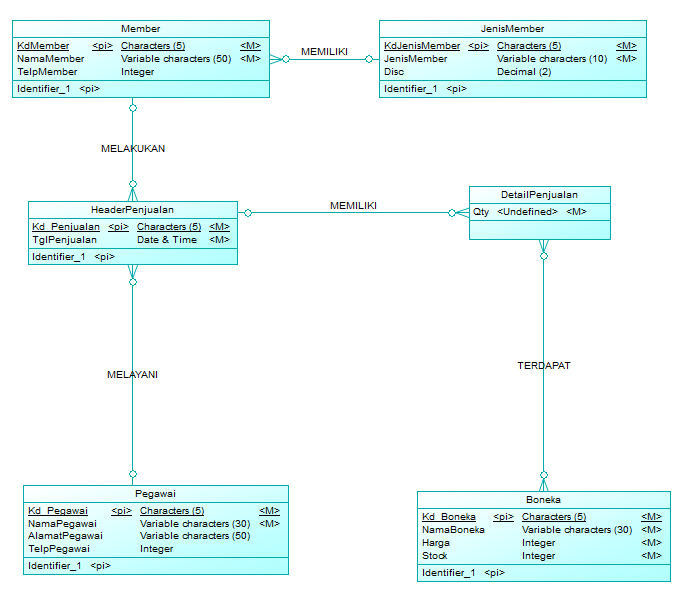 Member
KdMember <pi> Characters (5) <M>
NamaMember Variable characters (50) <M>
TelpMember Integer
Identifier_1 <pi>
MEMILIKI
JenisMember
KdJenisMember <pi> Characters (5) <M>
JenisMember Variable characters (10) <M>
Disc Decimal (2)
Identifier_1 <pi>
MELAKUKAN
HeaderPenjualan
Kd_Penjualan <pi> Characters (5) <M>
TglPenjualan Date & Time <M>
Identifier_1 <pi>
MEMILIKI
DetailPenjualan
Qty <Undefined> <M>
MELAYANI
TERDAPAT
Pegawai
Kd_Pegawai <pi> Characters (5) <M>
NamaPegawai Variable characters (30) <M>
AlamatPegawai Variable characters (50)
TelpPegawai Integer
Identifier_1 <pi>
Boneka
Kd_Boneka <pi> Characters (5) <M>
NamaBoneka Variable characters (30) <M>
Harga Integer <M>
Stock Integer <M>
Identifier_1 <pi>